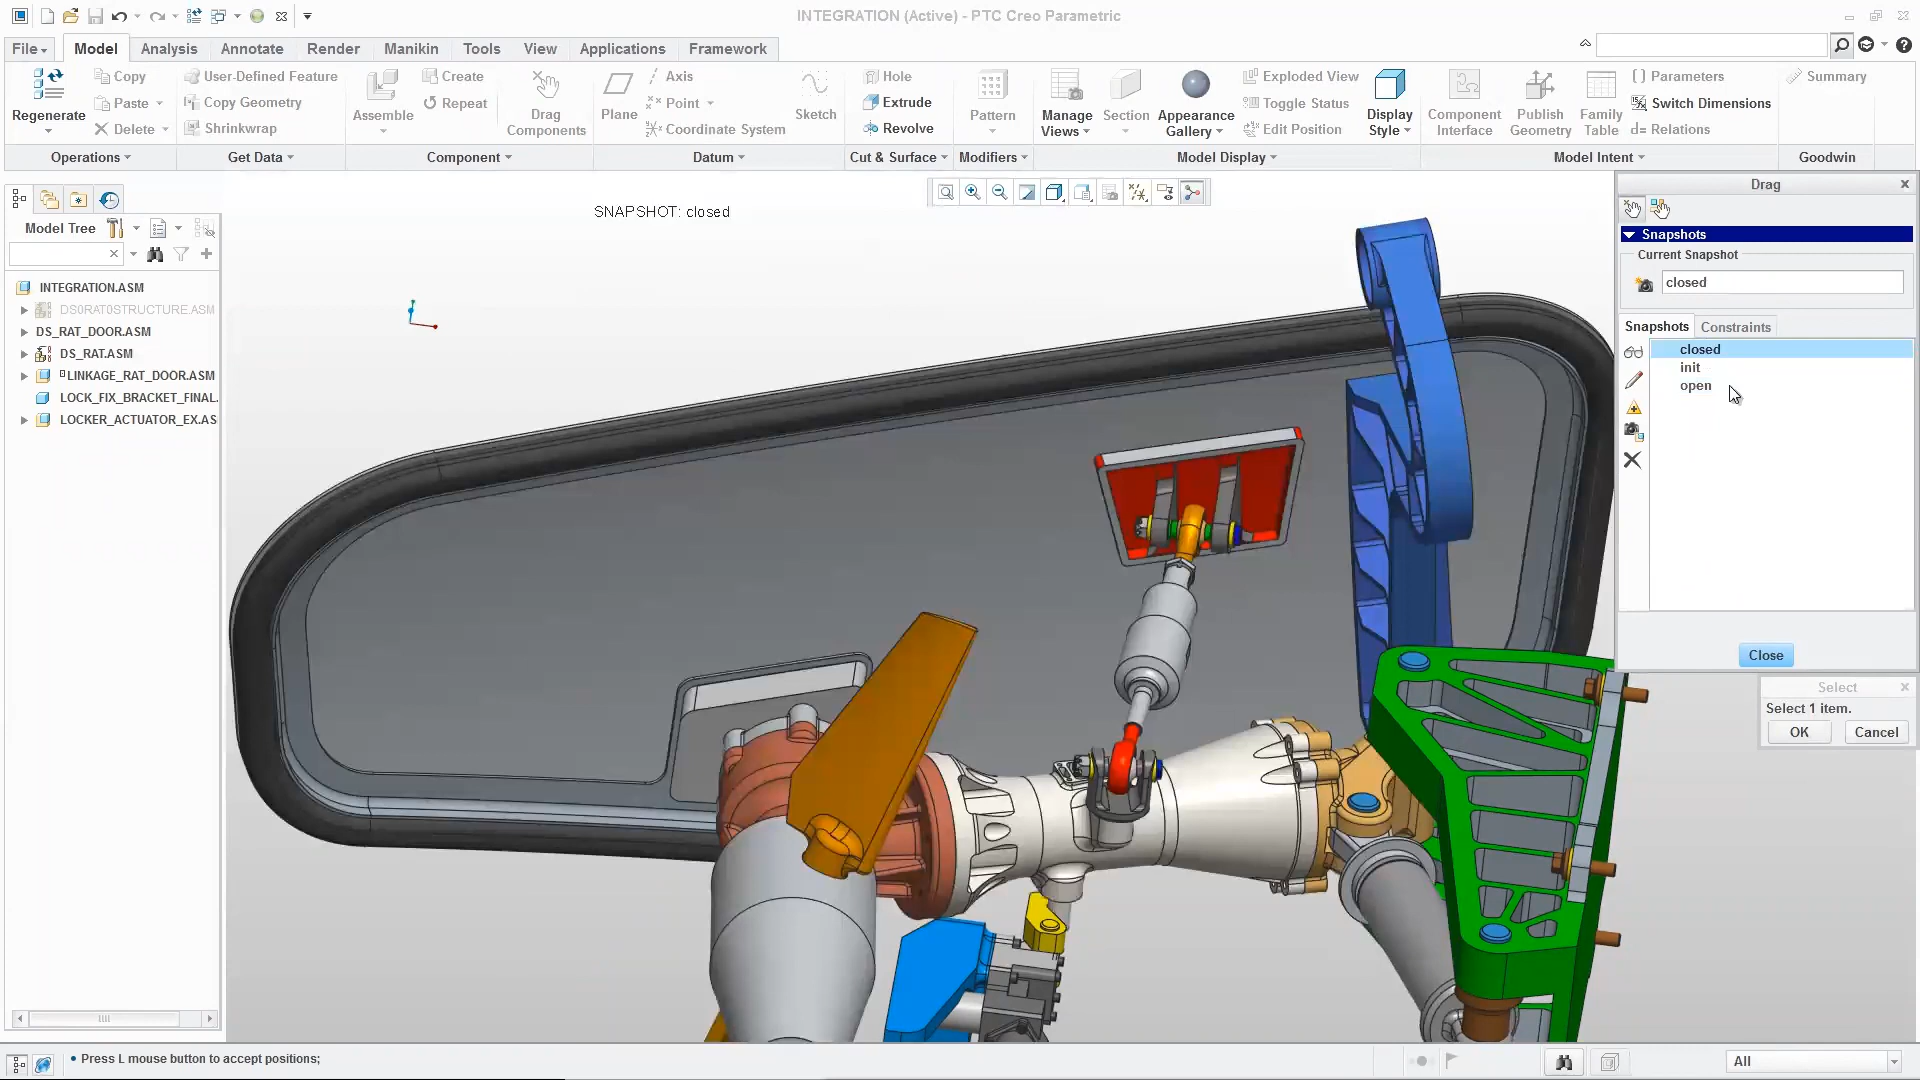 INTEGRATION (Active) - PTC Creo Parametric
File Model Analysis Annotate Render Manikin Tools View Applications Framework
Regenerate
Copy
Paste
Delete
User-Defined Feature
Copy Geometry
Shrinkwrap
Assemble
Create
Repeat
Drag Components
Plane
Axis
Point
Coordinate System
Sketch
Hole
Extrude
Revolve
Pattern
Manage Views
Section
Appearance Gallery
Exploded View
Toggle Status
Edit Position
Display Style
Component Interface
Publish Geometry
Family Table
Parameters
Switch Dimensions
Relations
Summary
Operations Get Data Component Datum Cut & Surface Modifiers Model Display Model Intent Goodwin
Model Tree
INTEGRATION.ASM
DS0RAT0STRUCTURE.ASM
DS_RAT_DOOR.ASM
DS_RAT.ASM
LINKAGE_RAT_DOOR.ASM
LOCK_FIX_BRACKET_FINAL.
LOCKER_ACTUATOR_EX.AS
SNAPSHOT: closed
Drag
Snapshots
Current Snapshot
closed
Snapshots Constraints
closed
init
open
Close
Select
Select 1 item.
OK Cancel
Press L mouse button to accept positions;
All